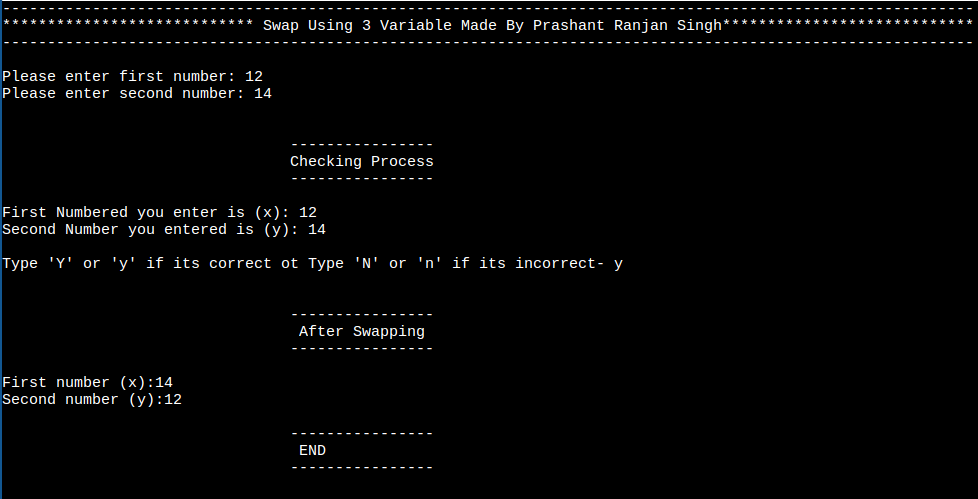 ------------------------------------------------------------------------------------------------------------
**************************** Swap Using 3 Variable Made By Prashant Ranjan Singh****************************
------------------------------------------------------------------------------------------------------------
Please enter first number: 12
Please enter second number: 14
----------------
Checking Process
----------------
First Numbered you enter is (x): 12
Second Number you entered is (y): 14
Type 'Y' or 'y' if its correct ot Type 'N' or 'n' if its incorrect- y
----------------
After Swapping
----------------
First number (x):14
Second number (y):12
----------------
END
----------------